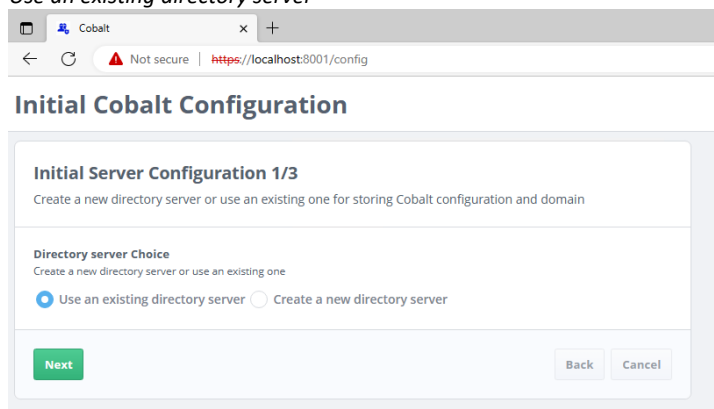 Use an existing directory server
Cobalt
Not secure | https://localhost:8001/config
Initial Cobalt Configuration
Initial Server Configuration 1/3
Create a new directory server or use an existing one for storing Cobalt configuration and domain
Directory server Choice
Create a new directory server or use an existing one
Use an existing directory server Create a new directory server
Next Back Cancel